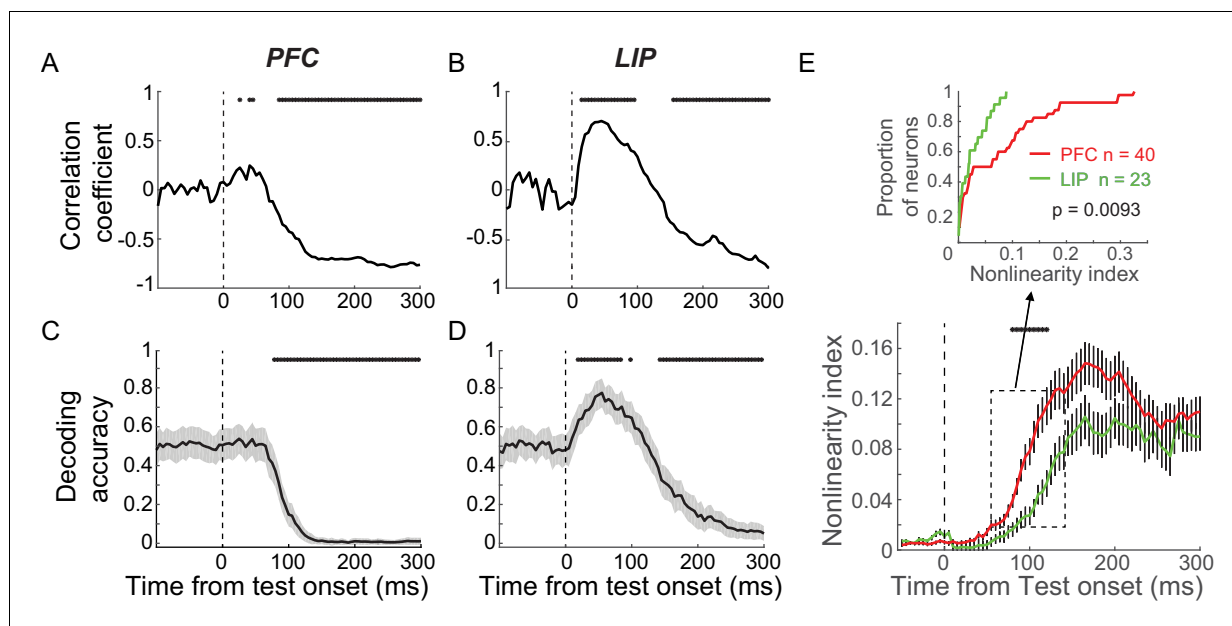 A
PFC
Correlation
coefficient
1
0.5
0
-0.5
-1
0 100 200 300
B
LIP
1
0.5
0
-0.5
-1
0 100 200 300
C
Decoding
accuracy
1
0.8
0.6
0.4
0.2
0
0 100 200 300
Time from test onset (ms)
D
1
0.8
0.6
0.4
0.2
0
0 100 200 300
Time from test onset (ms)
E
Proportion
of neurons
1
0.8
0.6
0.4
0.2
PFC n = 40
LIP n = 23
p = 0.0093
0 0.1 0.2 0.3
Nonlinearity index
Nonlinearity index
0.16
0.12
0.08
0.04
0
0 100 200 300
Time from Test onset (ms)